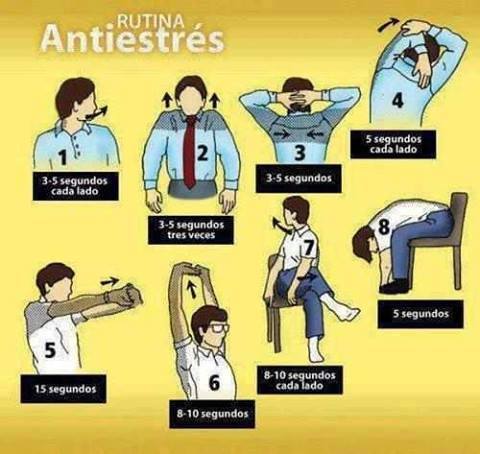 RUTINA
Antiestrés
1
3-5 segundos
cada lado
2
3-5 segundos
tres veces
3
3-5 segundos
4
5 segundos
cada lado
5
15 segundos
6
8-10 segundos
7
8-10 segundos
cada lado
8
5 segundos